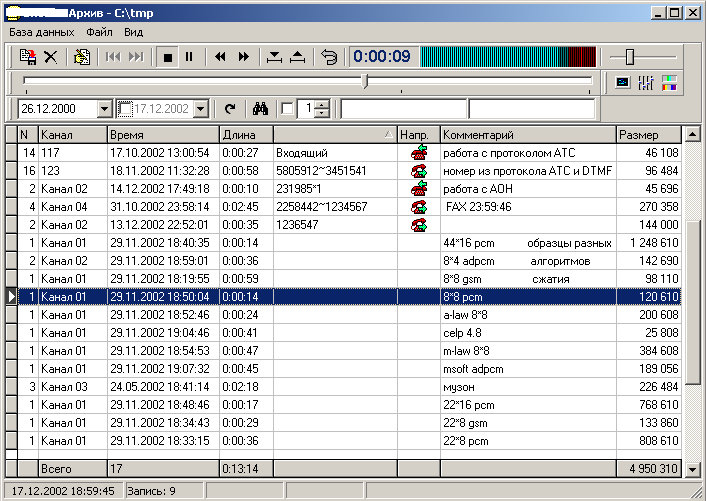 Архив - C:\tmp
База данных Файл Вид
0:00:09
26.12.2000 17.12.2002 1
N Канал Время Длина Напр. Комментарий Размер
14 117 17.10.2002 13:00:54 0:00:27 Входящий работа с протоколом АТС 46 108
16 123 18.11.2002 11:32:28 0:00:58 5805912~3451541 номер из протокола АТС и DTMF 96 484
2 Канал 02 14.12.2002 17:49:18 0:00:10 231985*1 работа с АОН 45 696
4 Канал 04 31.10.2002 23:58:14 0:02:45 2258442~1234567 FAX 23:59:46 270 358
2 Канал 02 13.12.2002 22:52:01 0:00:35 1236547 144 000
1 Канал 01 29.11.2002 18:40:35 0:00:14 44*16 pcm образцы разных 1 248 610
1 Канал 01 29.11.2002 18:59:01 0:00:36 8*4 adpcm алгоритмов 142 690
1 Канал 01 29.11.2002 18:19:55 0:00:59 8*8 gsm сжатия 98 110
1 Канал 01 29.11.2002 18:50:04 0:00:14 8*8 pcm 120 610
1 Канал 01 29.11.2002 18:52:46 0:00:24 a-law 8*8 200 608
1 Канал 01 29.11.2002 19:04:46 0:00:41 celp 4.8 25 808
1 Канал 01 29.11.2002 18:54:53 0:00:47 m-law 8*8 384 608
1 Канал 01 29.11.2002 19:07:32 0:00:45 msoft adpcm 189 056
3 Канал 03 24.05.2002 18:41:14 0:02:18 музон 226 484
1 Канал 01 29.11.2002 18:48:46 0:00:17 22*16 pcm 768 610
1 Канал 01 29.11.2002 18:34:43 0:00:29 22*8 gsm 133 860
1 Канал 01 29.11.2002 18:33:15 0:00:36 22*8 pcm 808 610
Всего 17 0:13:14 4 950 310
17.12.2002 18:59:45 Запись: 9